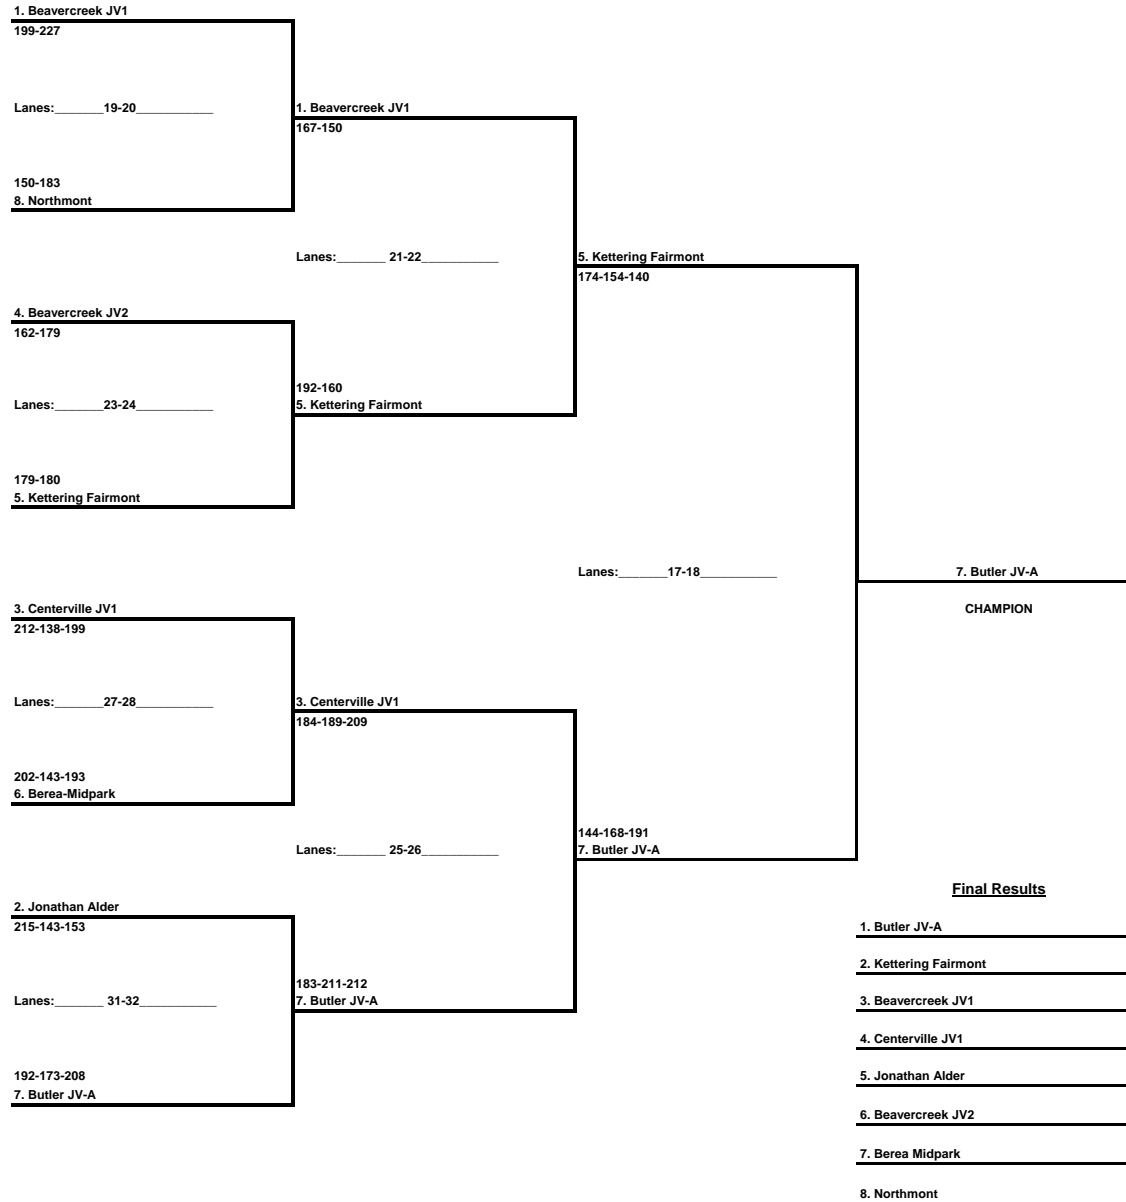 1. Beavercreek JV1
199-227
Lanes:_______19-20___________
150-183
8. Northmont
4. Beavercreek JV2
162-179
Lanes:_______23-24___________
179-180
5. Kettering Fairmont
3. Centerville JV1
212-138-199
Lanes:_______27-28___________
202-143-193
6. Berea-Midpark
2. Jonathan Alder
215-143-153
Lanes:_______ 31-32___________
192-173-208
7. Butler JV-A
1. Beavercreek JV1
167-150
Lanes:_______ 21-22___________
192-160
5. Kettering Fairmont
3. Centerville JV1
184-189-209
Lanes:_______ 25-26___________
183-211-212
7. Butler JV-A
5. Kettering Fairmont
174-154-140
Lanes:_______17-18___________
144-168-191
7. Butler JV-A
7. Butler JV-A
CHAMPION
Final Results
1. Butler JV-A
2. Kettering Fairmont
3. Beavercreek JV1
4. Centerville JV1
5. Jonathan Alder
6. Beavercreek JV2
7. Berea Midpark
8. Northmont